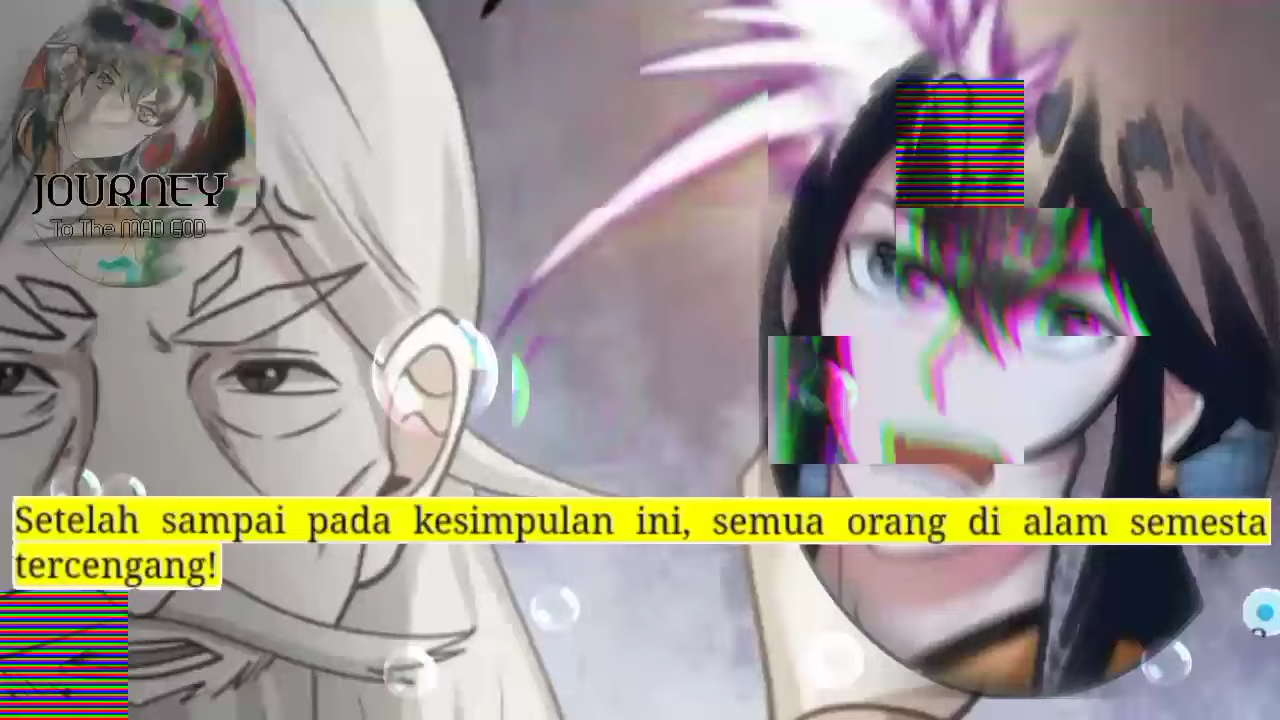 JOURNEY
To The MAD GOD
Setelah sampai pada kesimpulan ini, semua orang di alam semesta
tercengang!